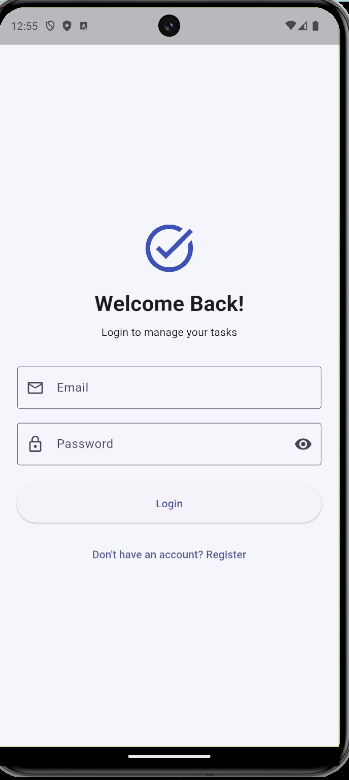 12:55
Welcome Back!
Login to manage your tasks
Email
Password
Login
Don't have an account? Register